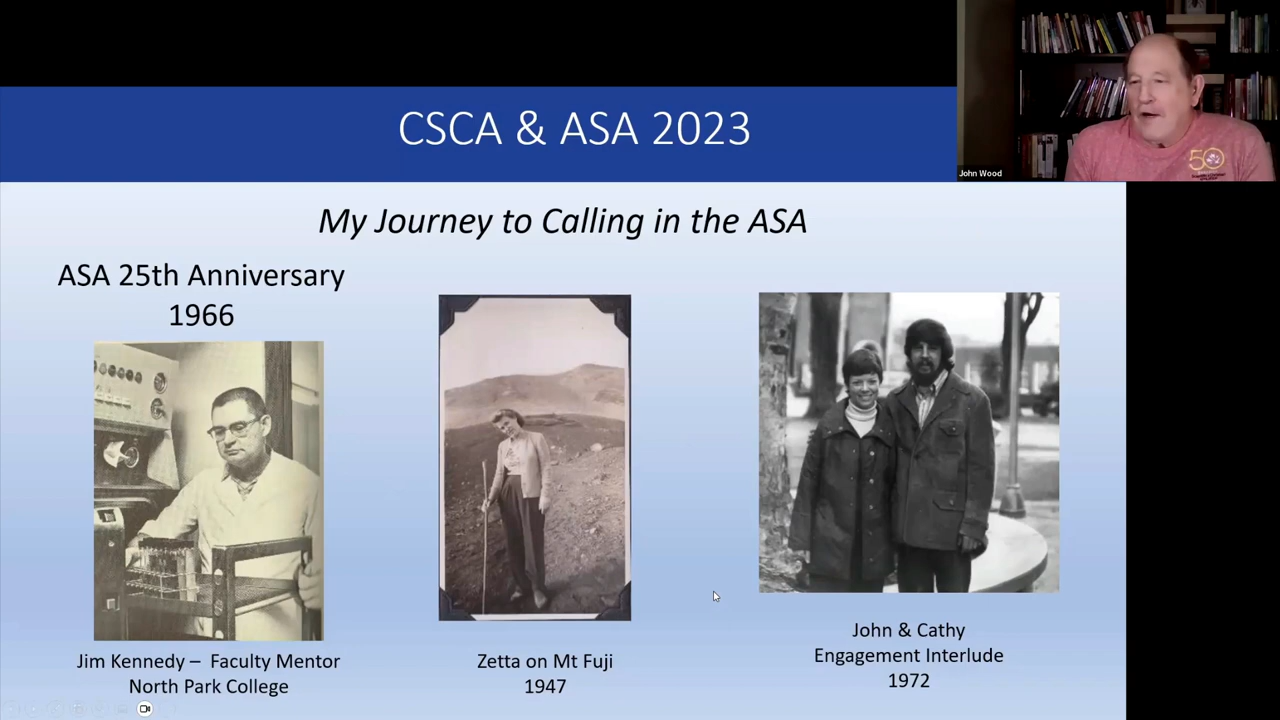 CSCA & ASA 2023
John Wood
50
My Journey to Calling in the ASA
ASA 25th Anniversary
1966
Jim Kennedy – Faculty Mentor
North Park College
Zetta on Mt Fuji
1947
John & Cathy
Engagement Interlude
1972